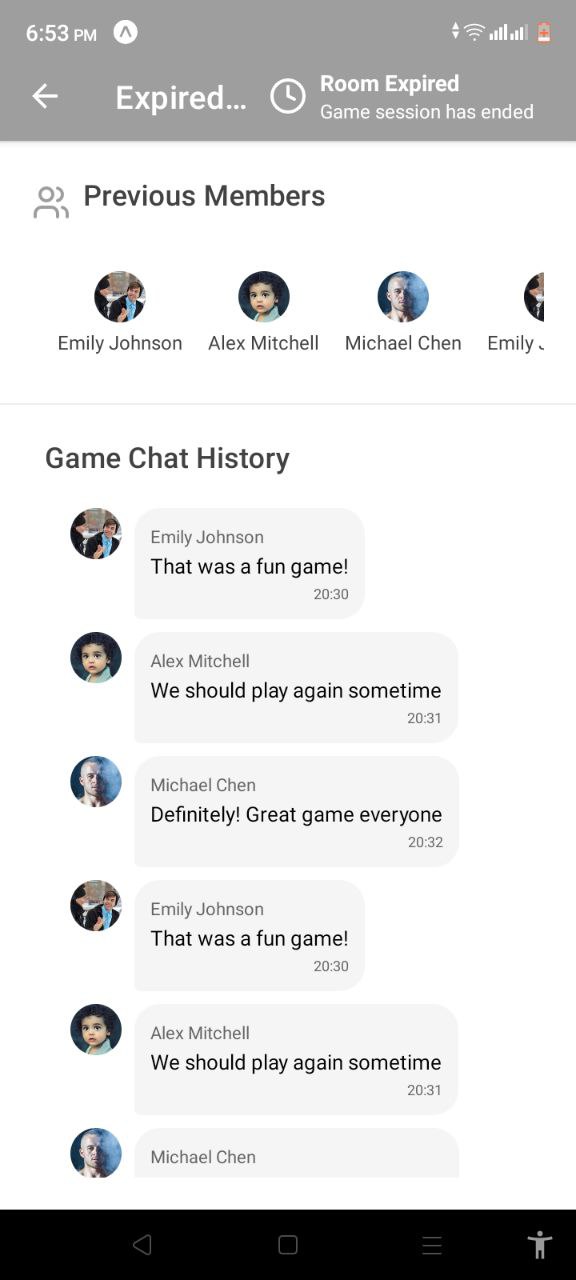 6:53 PM
Expired...
Room Expired
Game session has ended
Previous Members
Emily Johnson
Alex Mitchell
Michael Chen
Emily
Game Chat History
Emily Johnson
That was a fun game!
20:30
Alex Mitchell
We should play again sometime
20:31
Michael Chen
Definitely! Great game everyone
20:32
Emily Johnson
That was a fun game!
20:30
Alex Mitchell
We should play again sometime
20:31
Michael Chen